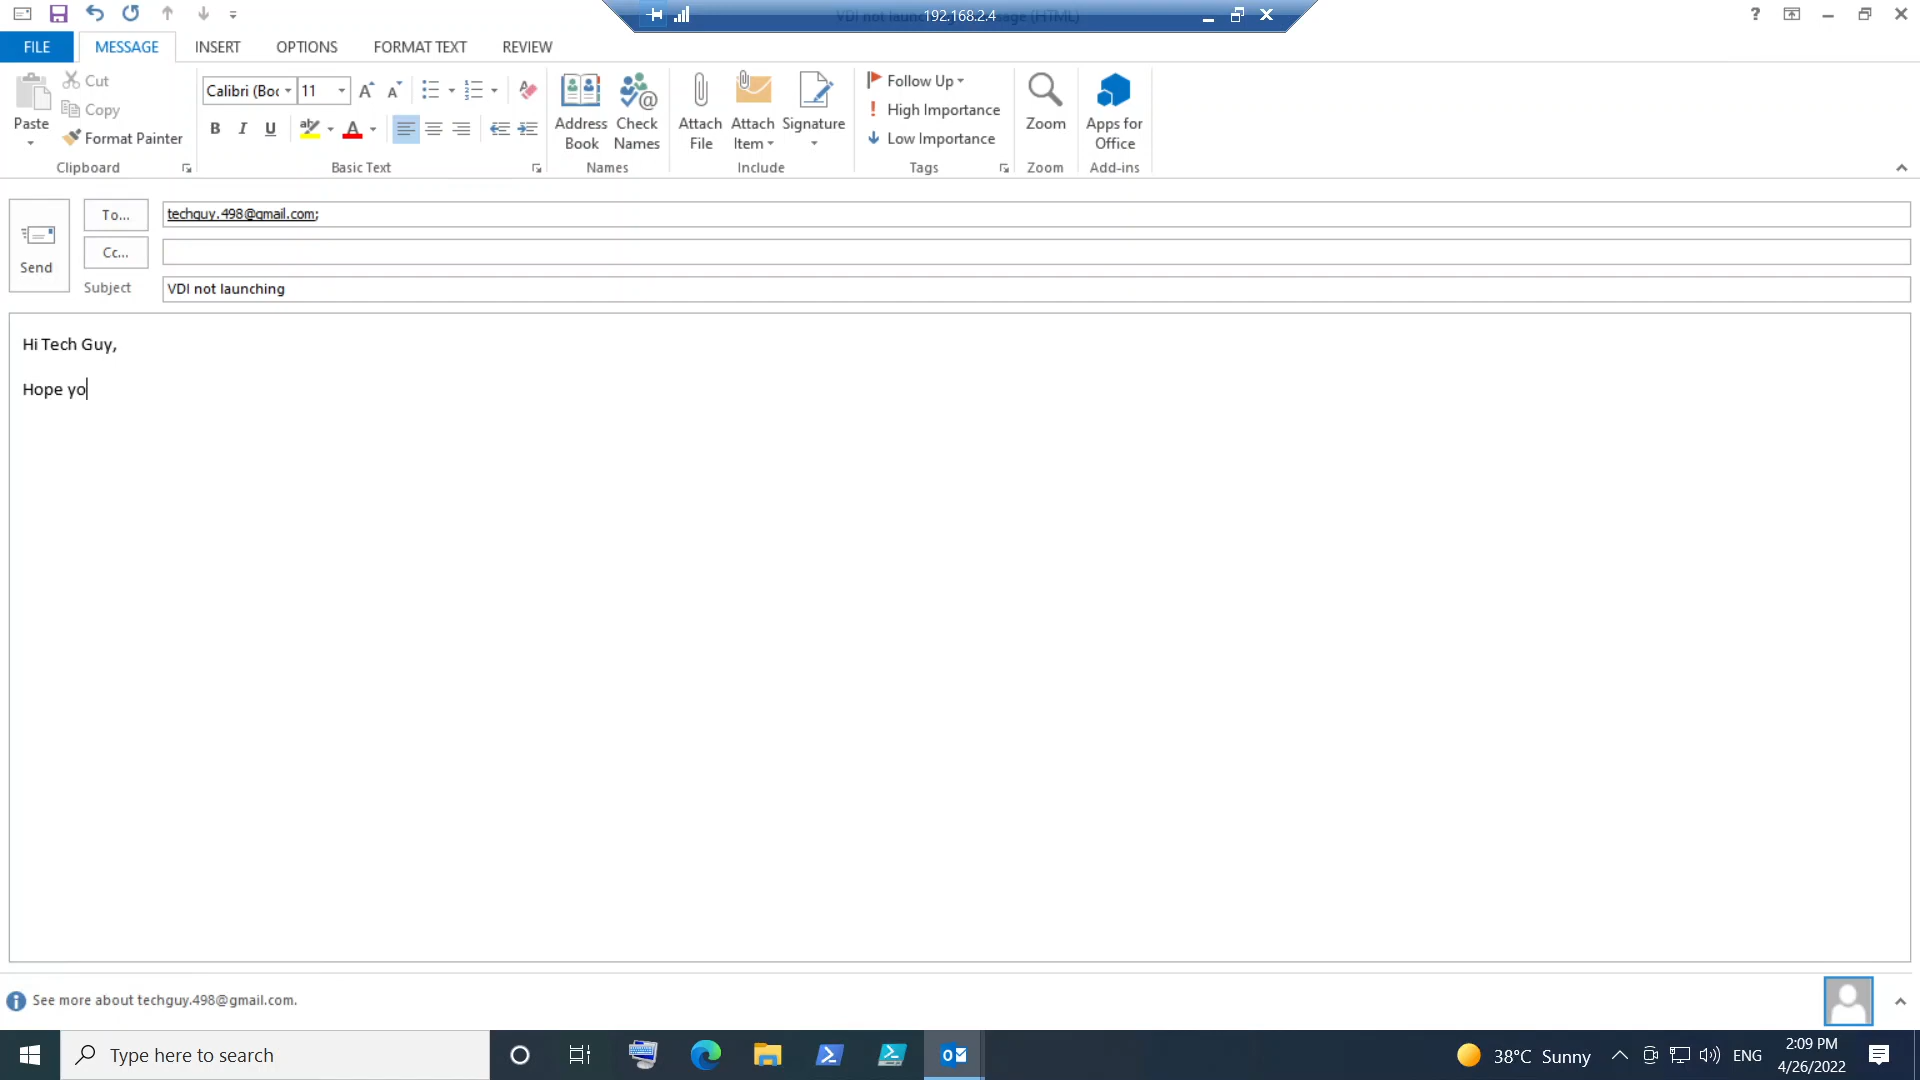 192.168.2.4
FILE MESSAGE INSERT OPTIONS FORMAT TEXT REVIEW
Paste
Cut
Copy
Format Painter
Clipboard
Calibri (Boc 11
B I U
Basic Text
Address Book
Check Names
Names
Attach File
Attach Item
Signature
Include
Follow Up
High Importance
Low Importance
Tags
Zoom
Zoom
Apps for Office
Add-ins
Send
To...
techguy.498@gmail.com;
Cc...
Subject
VDI not launching
Hi Tech Guy,
Hope yo
See more about techguy.498@gmail.com.
Type here to search
38°C Sunny
ENG
2:09 PM
4/26/2022